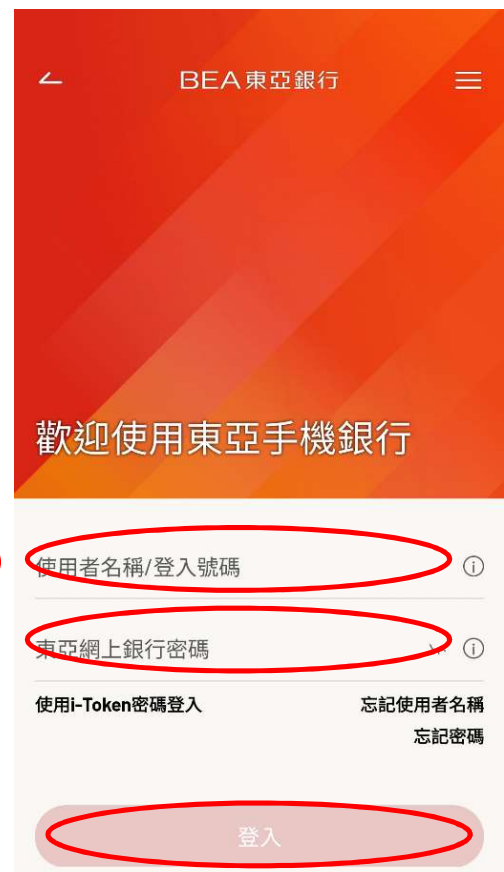 BEA東亞銀行
歡迎使用東亞手機銀行
使用者名稱/登入號碼
東亞網上銀行密碼
使用i-Token密碼登入 忘記使用者名稱
忘記密碼
登入